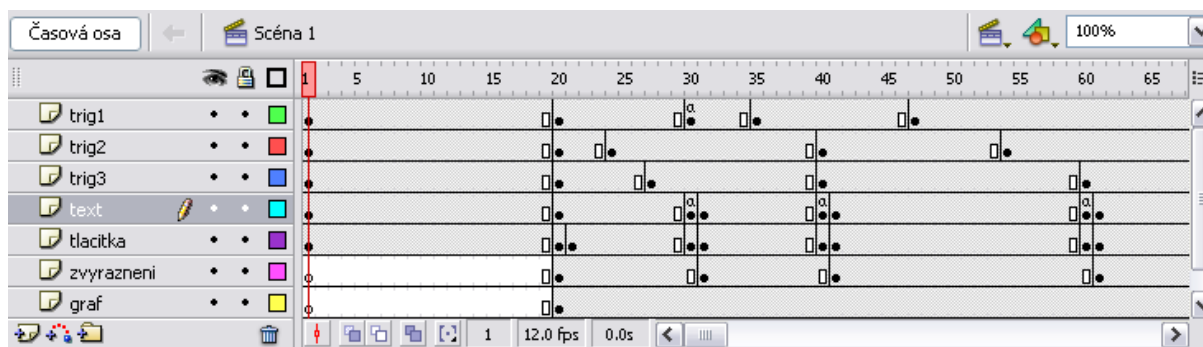 Časová osa Scéna 1 100%
1 5 10 15 20 25 30 35 40 45 50 55 60 65
trig1
trig2
trig3
text
tlacitka
zvyrazneni
graf
1 12.0 fps 0.0s
a
a a a